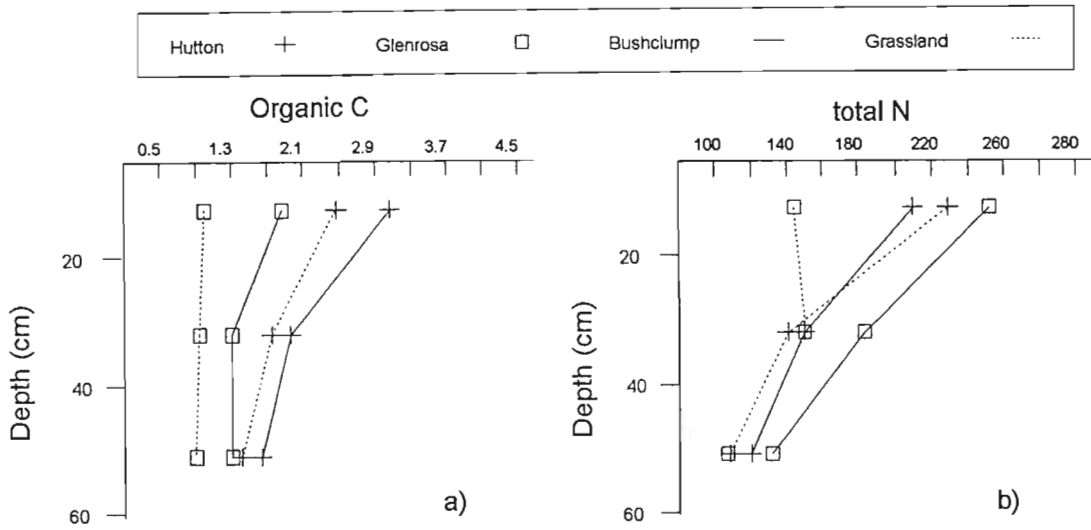 Hutton Glenrosa Bushclump Grassland
Organic C
0.5 1.3 2.1 2.9 3.7 4.5
Depth (cm)
20
40
60
a)
total N
100 140 180 220 260 280
Depth (cm)
20
40
60
b)